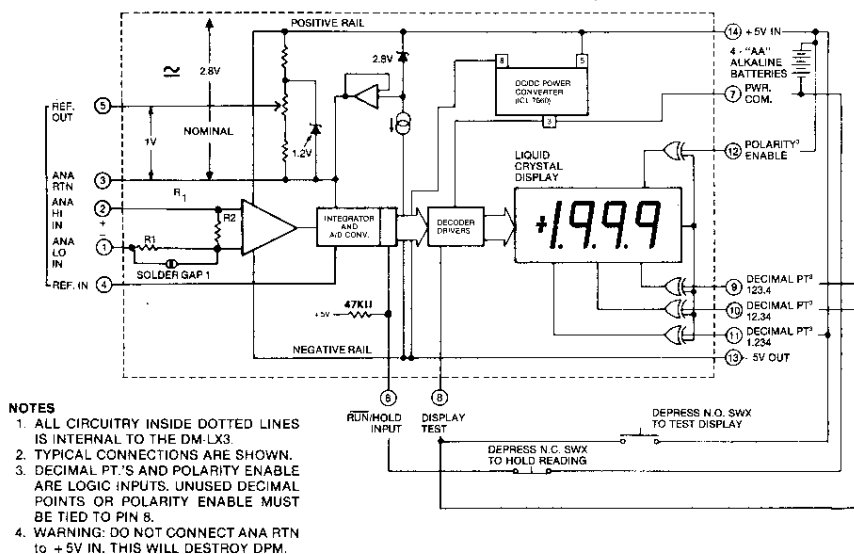 POSITIVE RAIL
14 +5V IN
≃ 2.8V
2.8V
8
5
DC/DC POWER
CONVERTER
(ICL 7660)
3
4 - "AA"
ALKALINE
BATTERIES
7 PWR.
COM.
REF.
OUT
5
1V
NOMINAL
1.2V
12 POLARITY³
ENABLE
LIQUID
CRYSTAL
DISPLAY
ANA
RTN
3
ANA
HI
IN
2
+
−
R1
R2
ANA
LO
IN
1
R1
SOLDER GAP 1
REF. IN 4
INTEGRATOR
AND
A/D CONV.
DECODER
DRIVERS
+1.9.9.9
47KΩ
+5V
9 DECIMAL PT³
123.4
10 DECIMAL PT³
12.34
11 DECIMAL PT³
1.234
NEGATIVE RAIL
13 - 5V OUT
6
RUN/HOLD
INPUT
8
DISPLAY
TEST
DEPRESS N.O. SWX
TO TEST DISPLAY
DEPRESS N.C. SWX
TO HOLD READING
NOTES
1. ALL CIRCUITRY INSIDE DOTTED LINES
IS INTERNAL TO THE DM-LX3.
2. TYPICAL CONNECTIONS ARE SHOWN.
3. DECIMAL PT.'S AND POLARITY ENABLE
ARE LOGIC INPUTS. UNUSED DECIMAL
POINTS OR POLARITY ENABLE MUST
BE TIED TO PIN 8.
4. WARNING: DO NOT CONNECT ANA RTN
to +5V IN. THIS WILL DESTROY DPM.